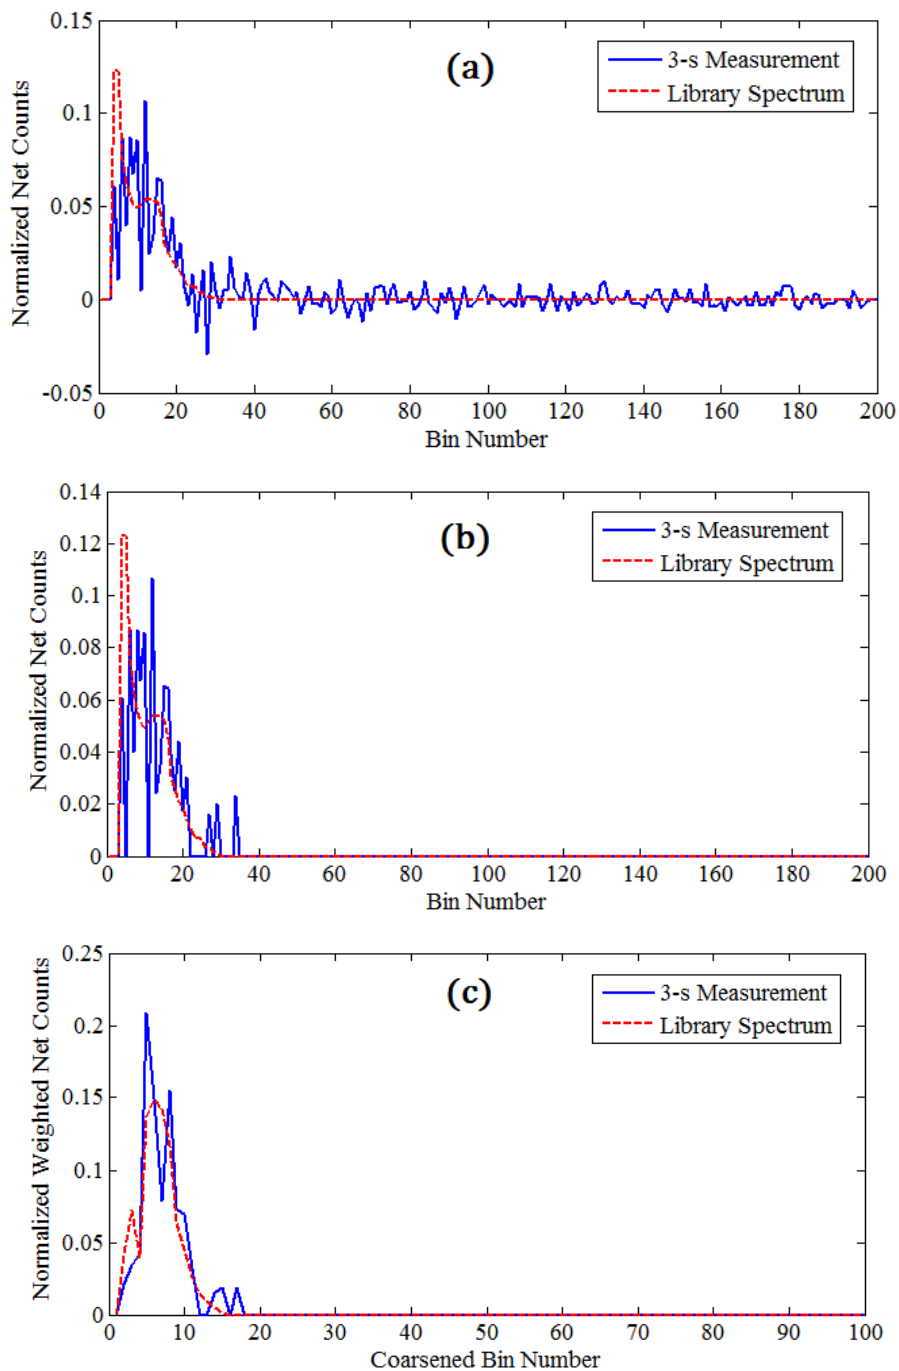 0.15
(a)
3-s Measurement
Library Spectrum
0.1
0.05
0
-0.05
Normalized Net Counts
0 20 40 60 80 100 120 140 160 180 200
Bin Number
0.14
(b)
3-s Measurement
Library Spectrum
0.12
0.1
0.08
0.06
0.04
0.02
0
Normalized Net Counts
0 20 40 60 80 100 120 140 160 180 200
Bin Number
0.25
(c)
3-s Measurement
Library Spectrum
0.2
0.15
0.1
0.05
0
Normalized Weighted Net Counts
0 10 20 30 40 50 60 70 80 90 100
Coarsened Bin Number